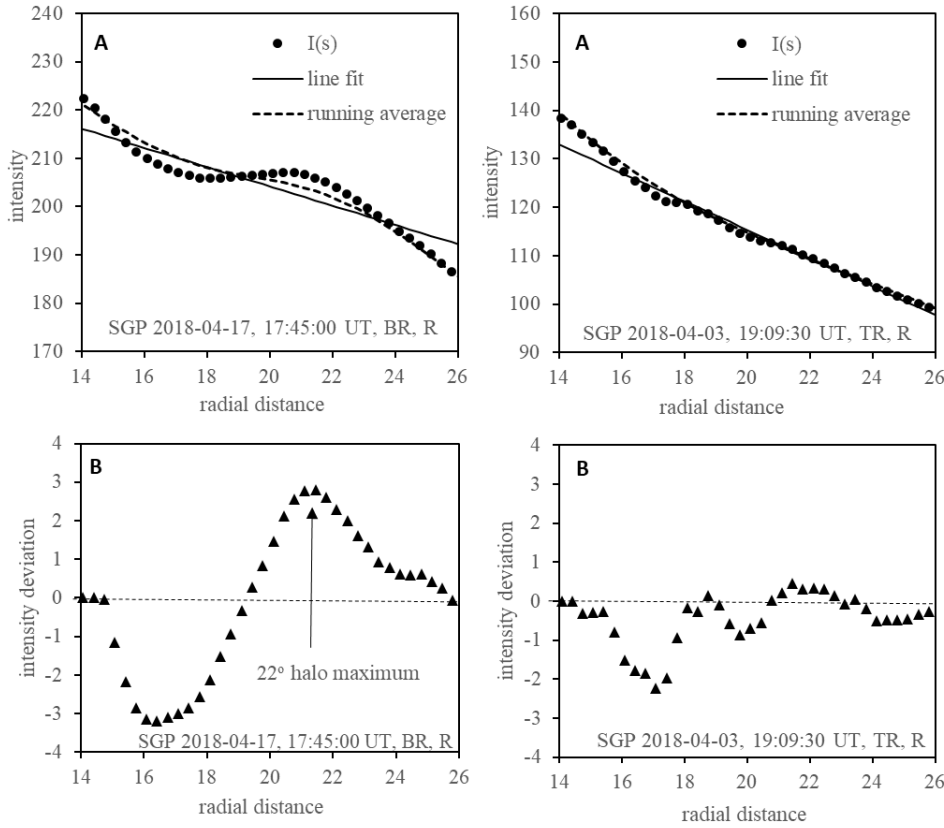 240
230
220
210
200
190
180
170
intensity
A
I(s)
line fit
running average
SGP 2018-04-17, 17:45:00 UT, BR, R
14 16 18 20 22 24 26
radial distance
160
150
140
130
120
110
100
90
intensity
A
I(s)
line fit
running average
SGP 2018-04-03, 19:09:30 UT, TR, R
14 16 18 20 22 24 26
radial distance
4
3
2
1
0
-1
-2
-3
-4
intensity deviation
B
22° halo maximum
SGP 2018-04-17, 17:45:00 UT, BR, R
14 16 18 20 22 24 26
radial distance
4
3
2
1
0
-1
-2
-3
-4
intensity deviation
B
SGP 2018-04-03, 19:09:30 UT, TR, R
14 16 18 20 22 24 26
radial distance